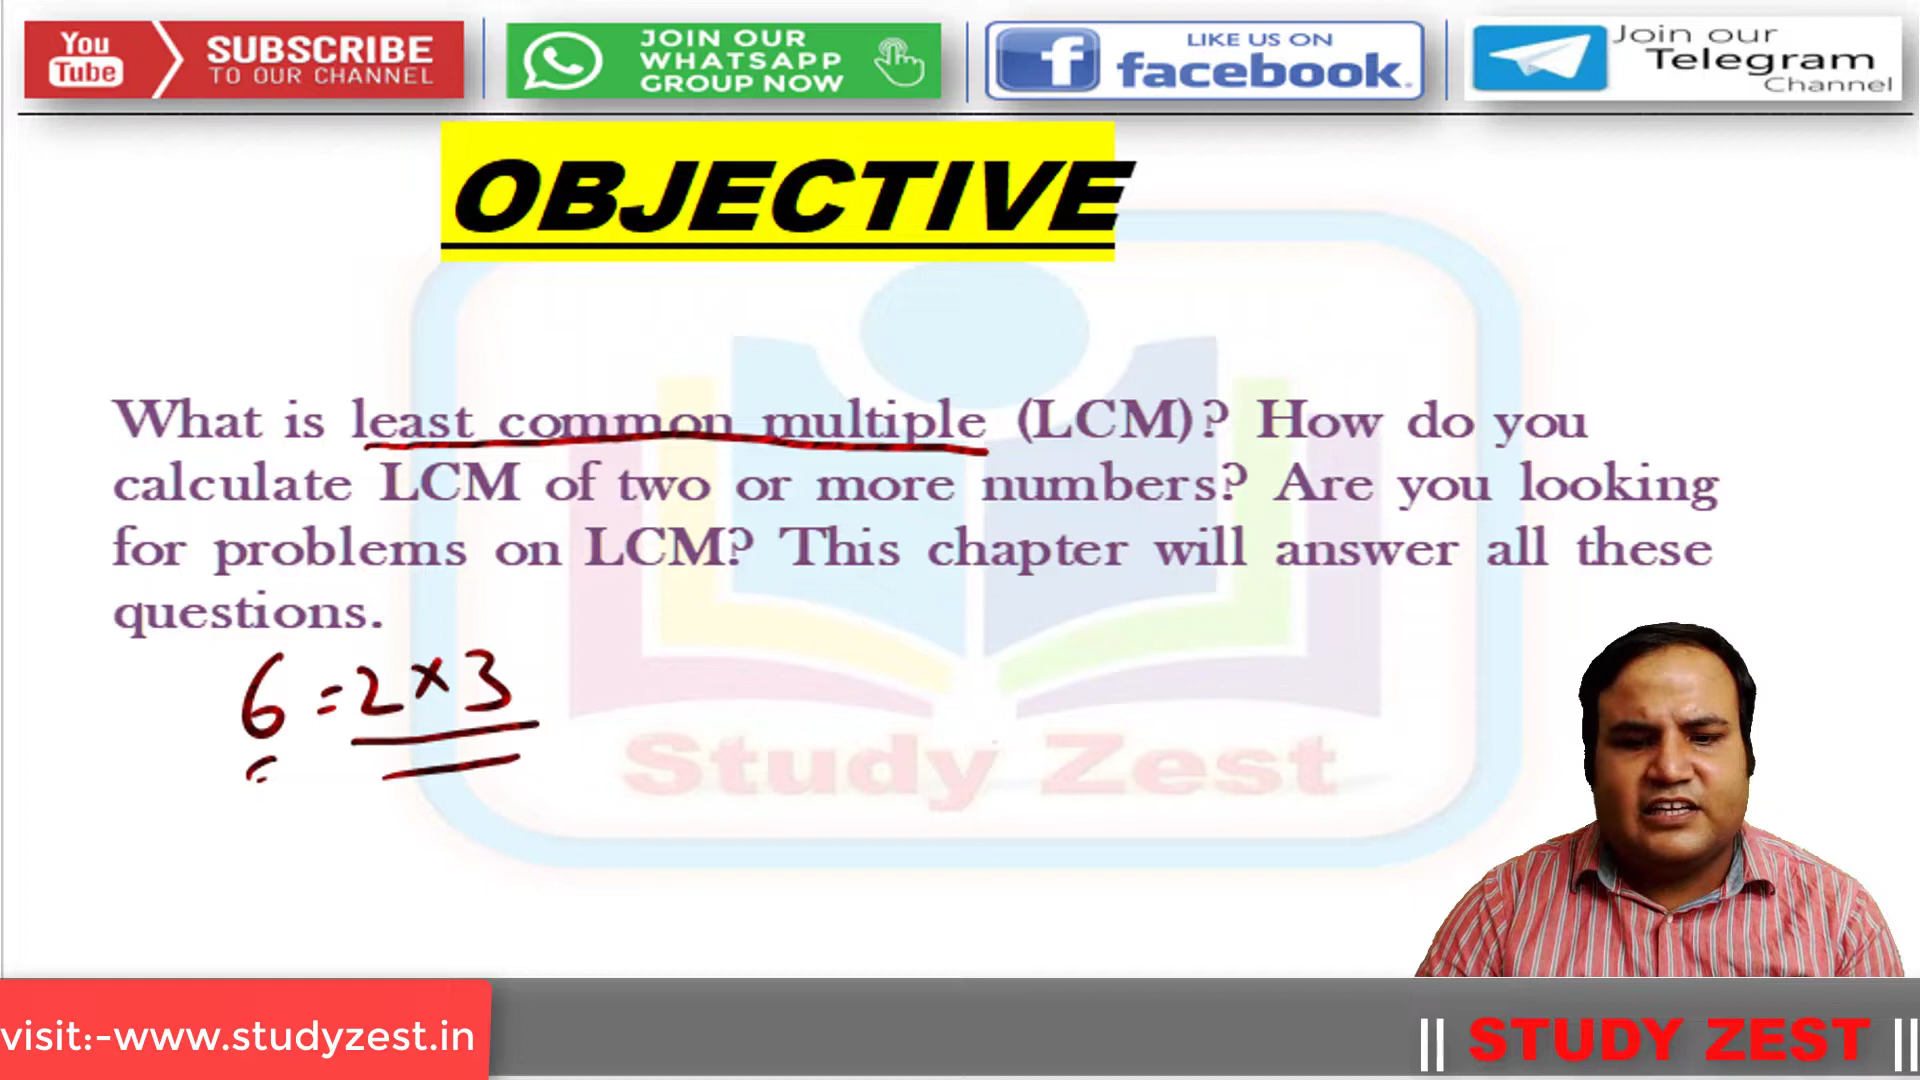 You
Tube
SUBSCRIBE
TO OUR CHANNEL
JOIN OUR
WHATSAPP
GROUP NOW
f
LIKE US ON
facebook.
Join our
Telegram
Channel
OBJECTIVE
What is least common multiple (LCM)? How do you
calculate LCM of two or more numbers? Are you looking
for problems on LCM? This chapter will answer all these
questions.
6 = 2 × 3
Study Zest
visit:-www.studyzest.in
|| STUDY ZEST ||